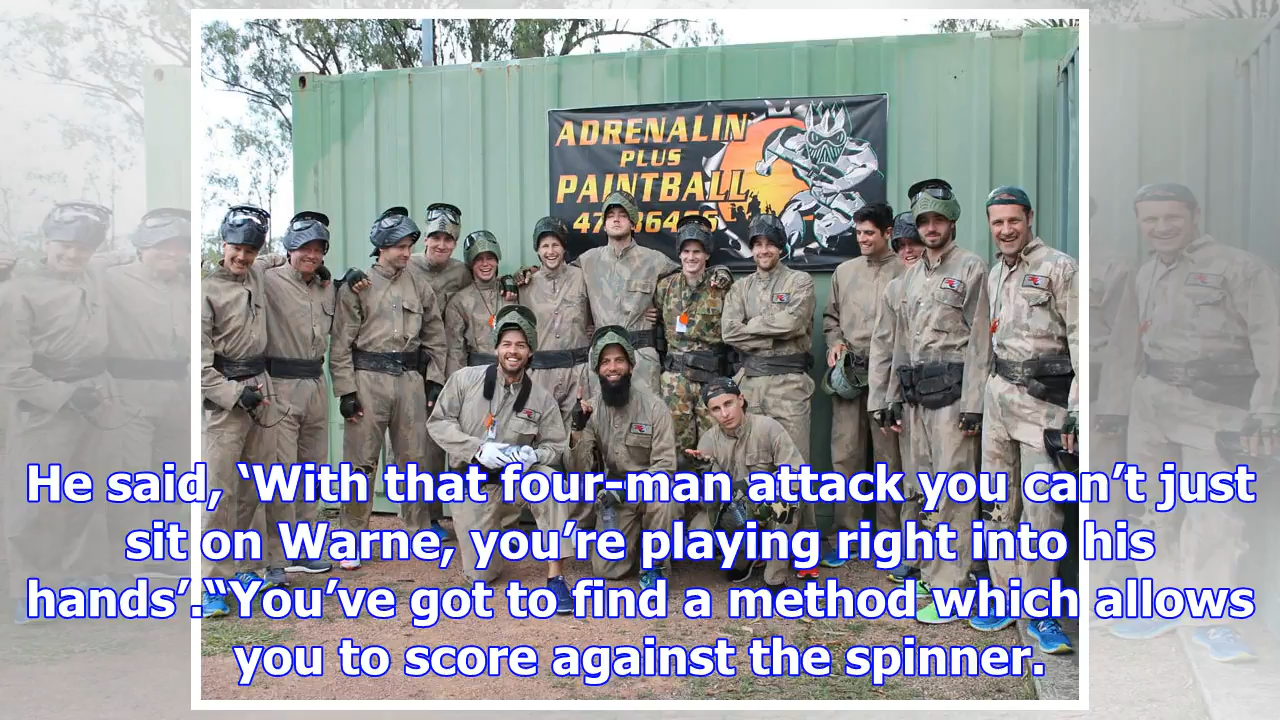 ADRENALIN
PLUS
PAINTBALL
He said, ‘With that four-man attack you can’t just
sit on Warne, you’re playing right into his
hands’.“You’ve got to find a method which allows
you to score against the spinner.